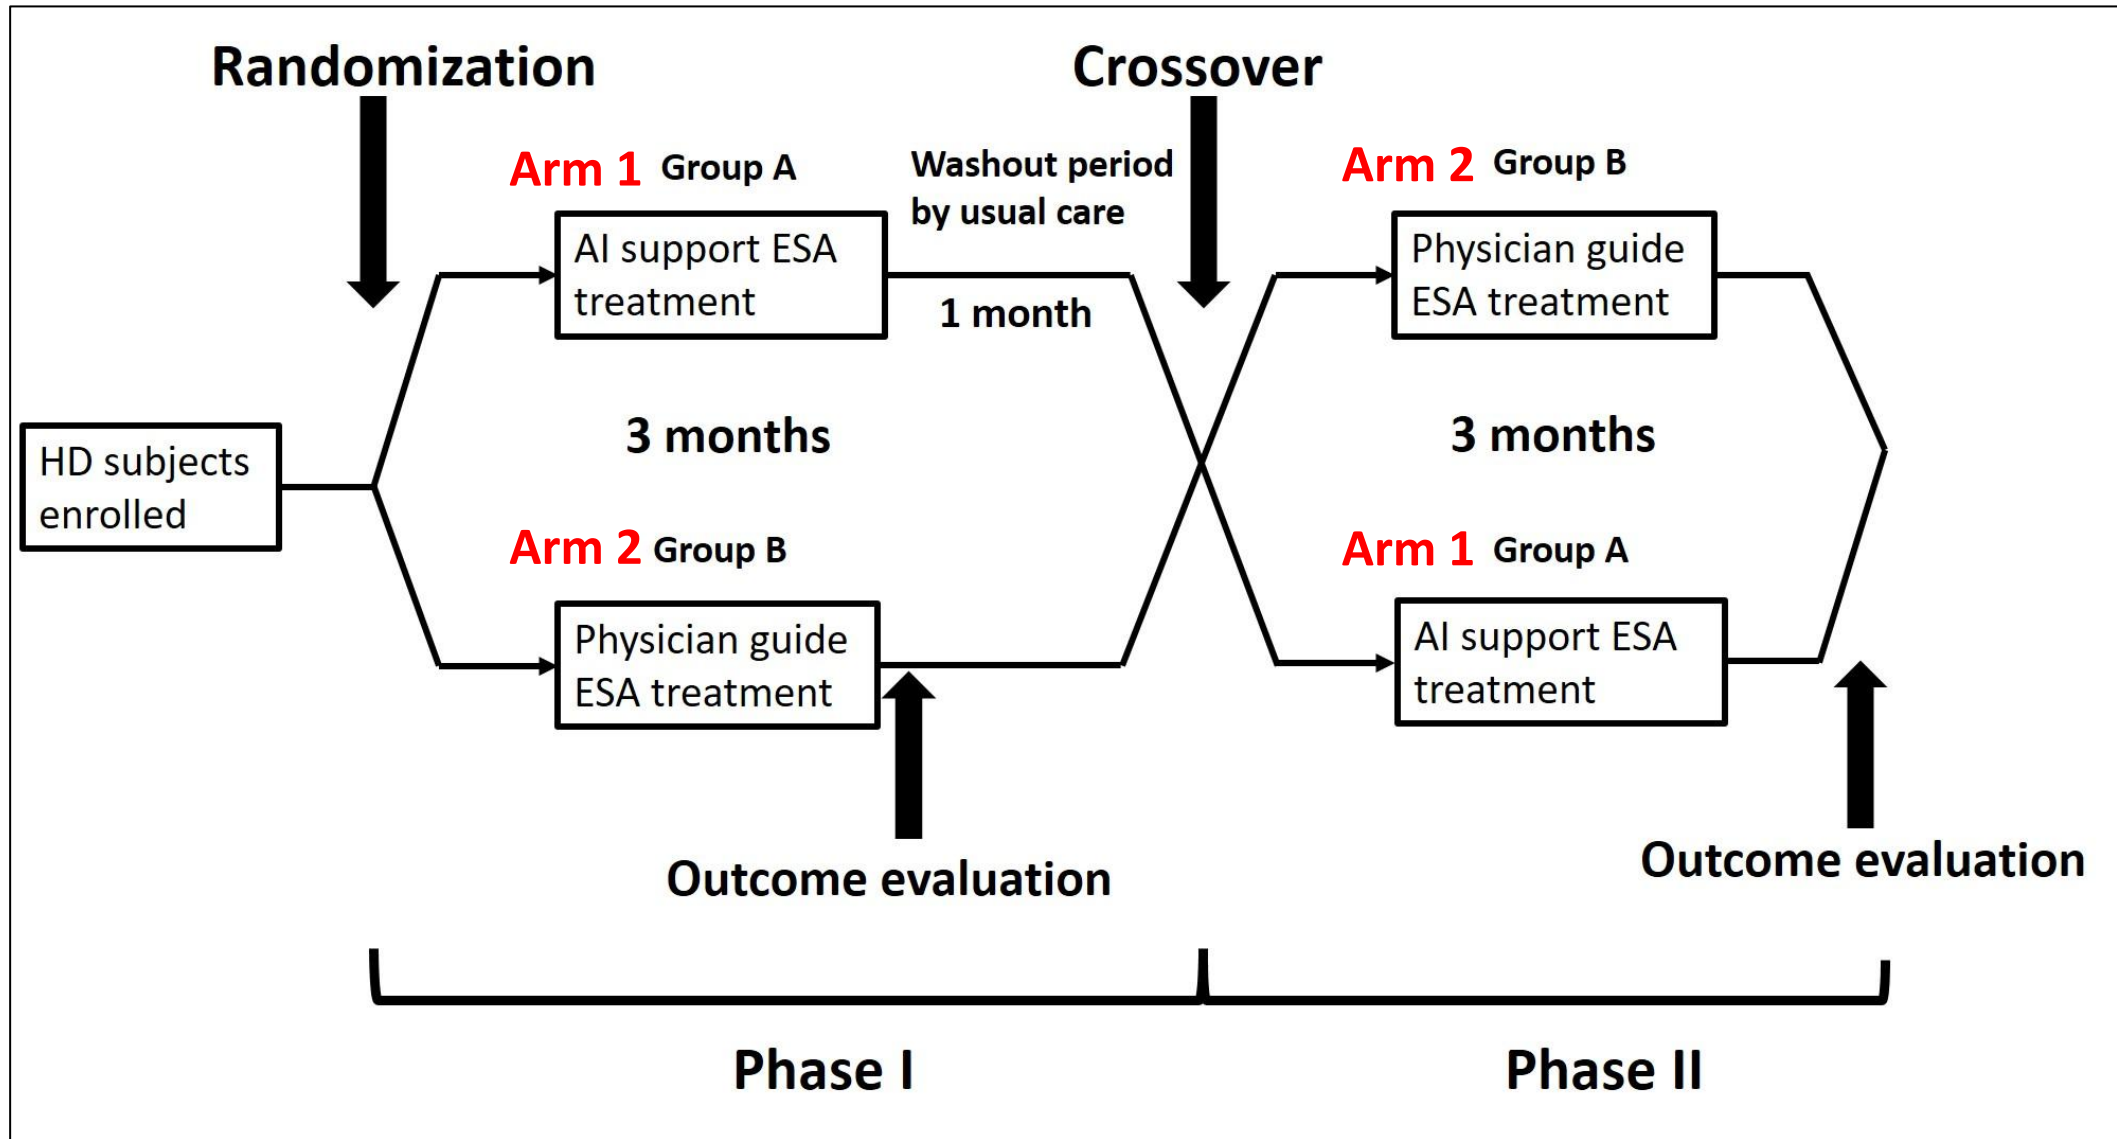 Randomization
Crossover
Arm 1 Group A
Washout period
by usual care
Arm 2 Group B
AI support ESA
treatment
1 month
Physician guide
ESA treatment
3 months
3 months
HD subjects
enrolled
Arm 2 Group B
Arm 1 Group A
Physician guide
ESA treatment
AI support ESA
treatment
Outcome evaluation
Outcome evaluation
Phase I
Phase II